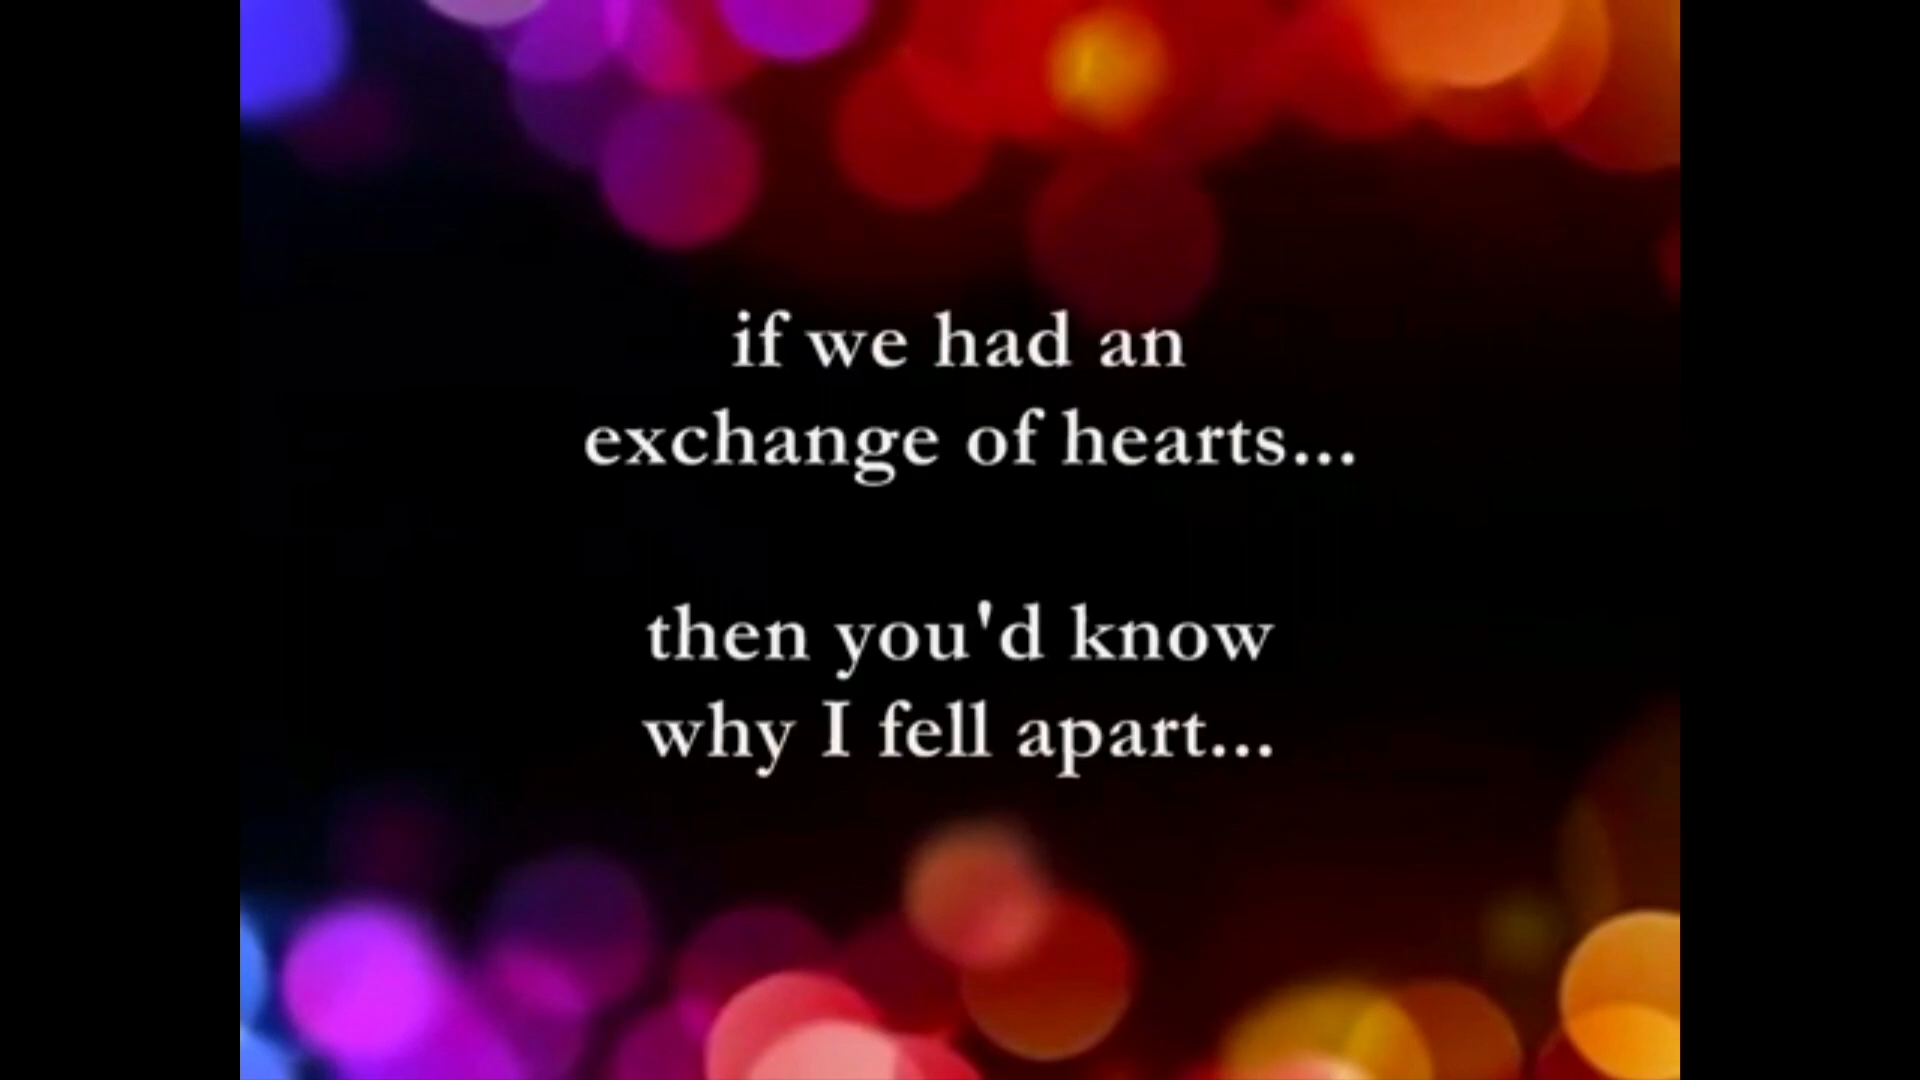 if we had an
exchange of hearts...
then you'd know
why I fell apart...